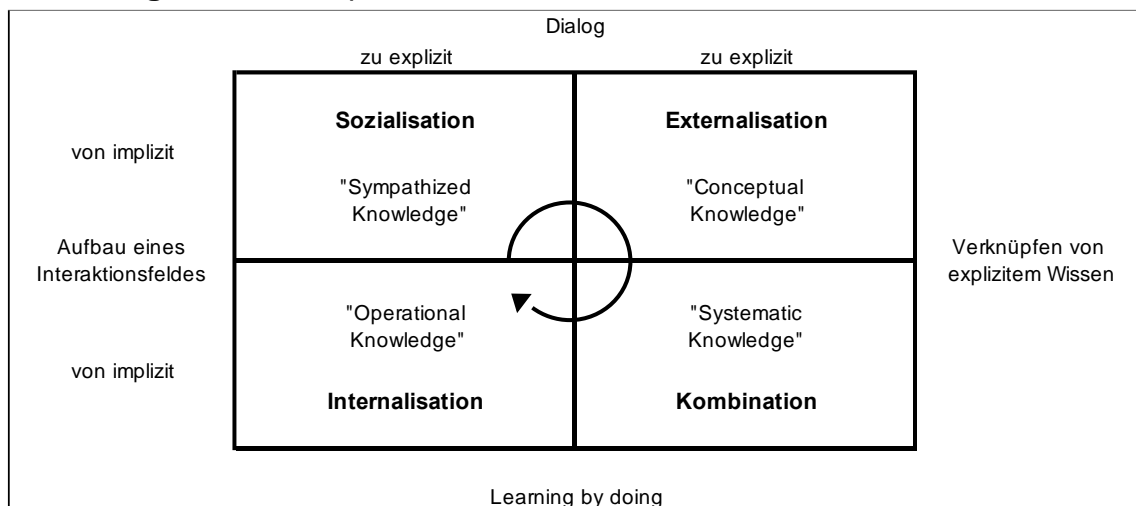 Dialog
zu explizit zu explizit
Sozialisation Externalisation
von implizit
"Sympathized "Conceptual
Knowledge" Knowledge"
Aufbau eines Verknüpfen von
Interaktionsfeldes explizitem Wissen
"Operational "Systematic
Knowledge" Knowledge"
von implizit
Internalisation Kombination
Learning by doing